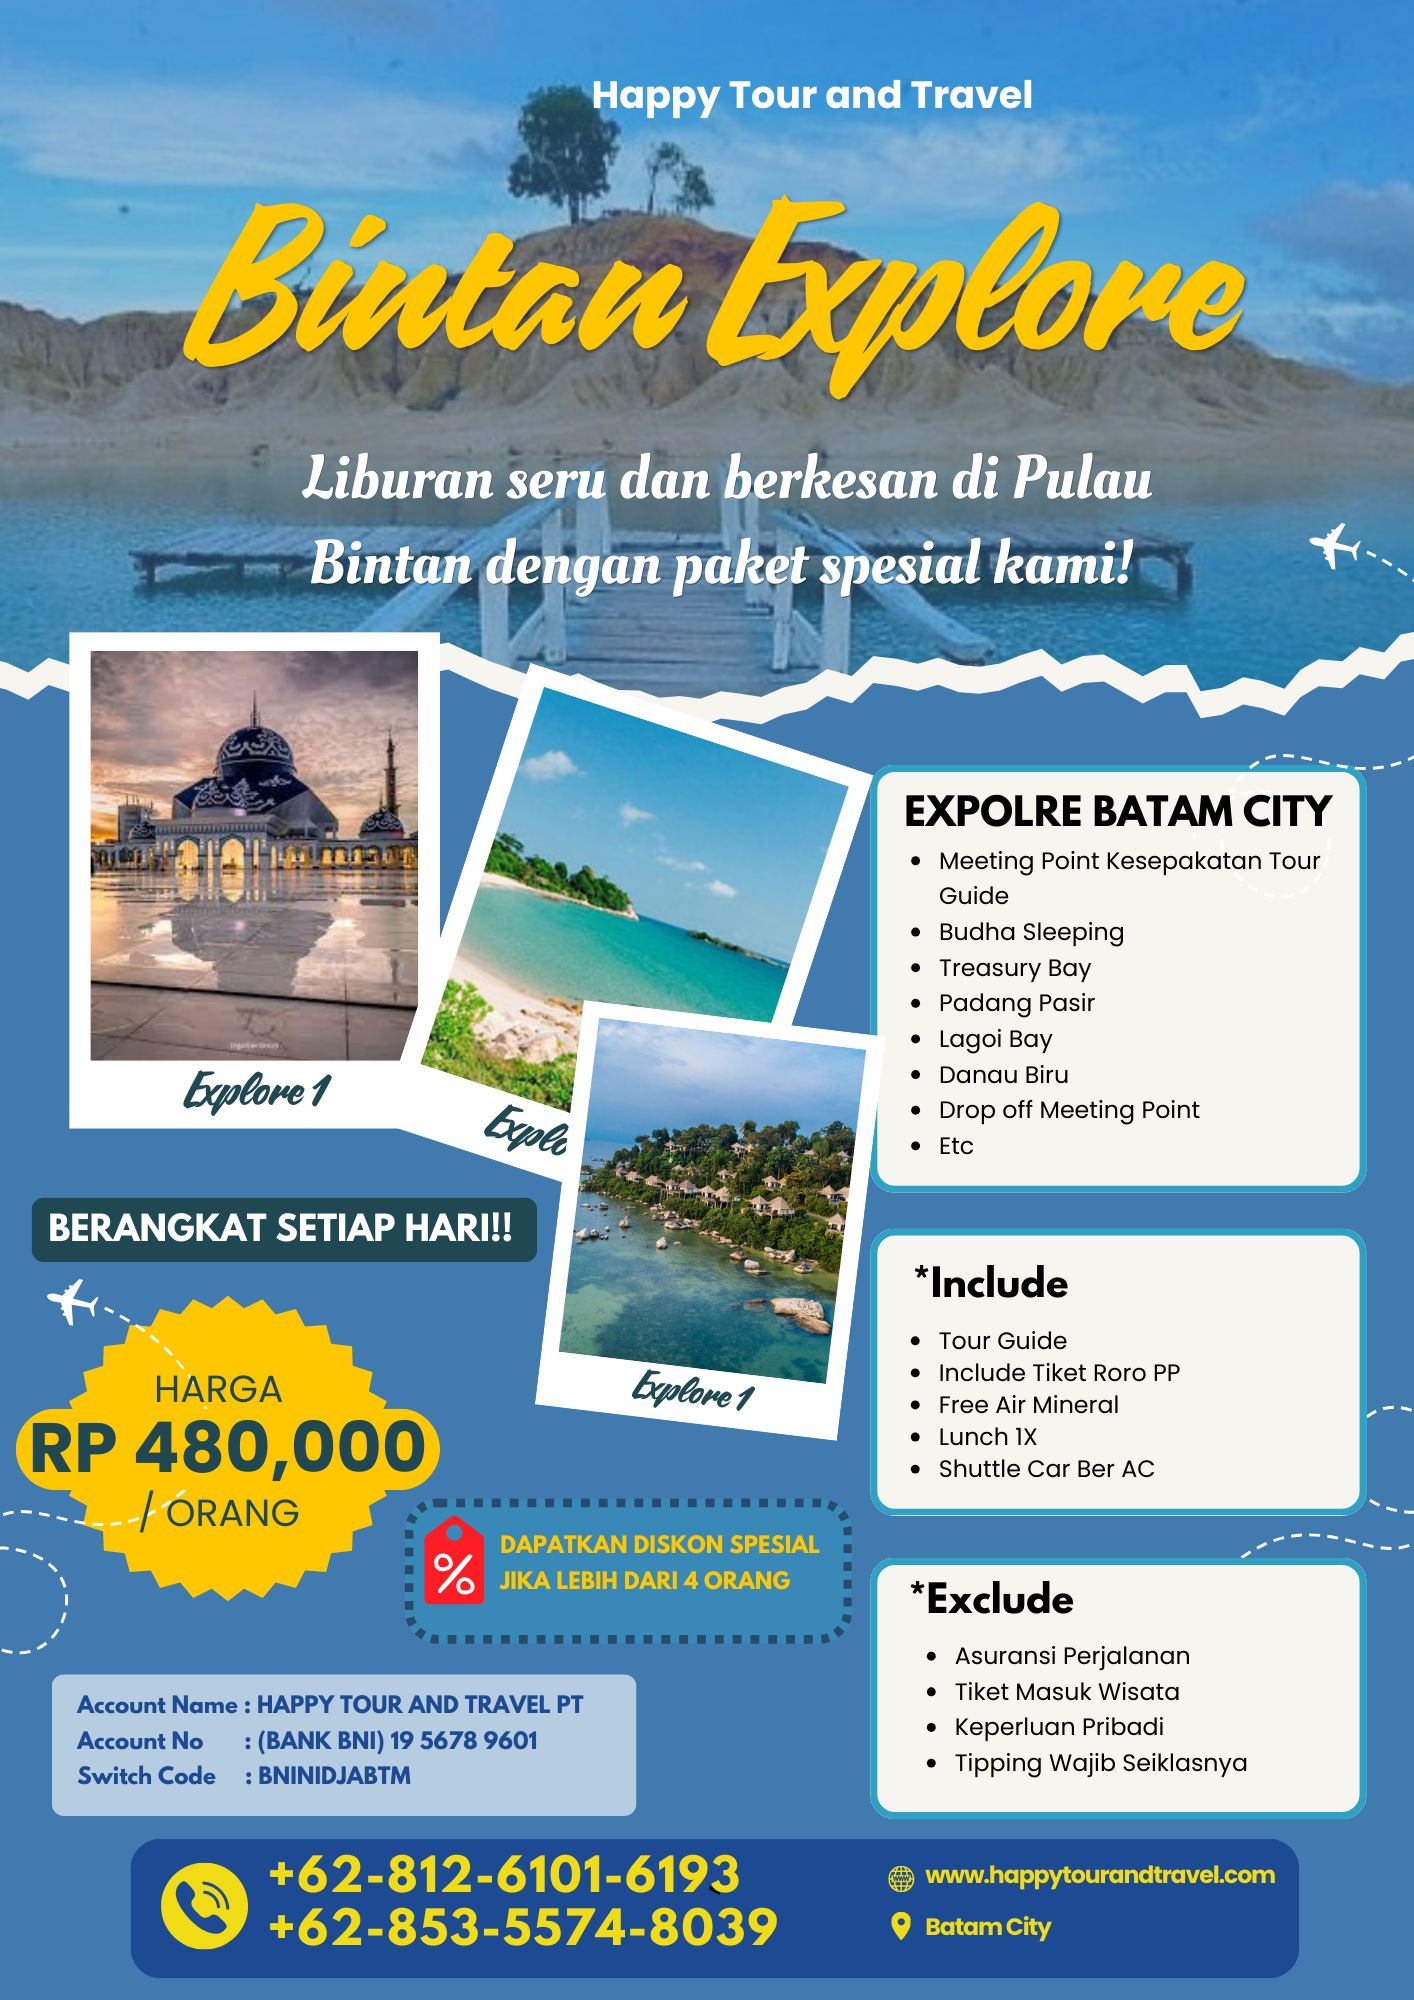 Happy Tour and Travel
Bintan Explore
Liburan seru dan berkesan di Pulau
Bintan dengan paket spesial kami!
Explore 1
Explo
Explore 1
EXPOLRE BATAM CITY
• Meeting Point Kesepakatan Tour
Guide
• Budha Sleeping
• Treasury Bay
• Padang Pasir
• Lagoi Bay
• Danau Biru
• Drop off Meeting Point
• Etc
BERANGKAT SETIAP HARI!!
HARGA
RP 480,000
/ ORANG
*Include
• Tour Guide
• Include Tiket Roro PP
• Free Air Mineral
• Lunch 1X
• Shuttle Car Ber AC
%
DAPATKAN DISKON SPESIAL
JIKA LEBIH DARI 4 ORANG
*Exclude
• Asuransi Perjalanan
• Tiket Masuk Wisata
• Keperluan Pribadi
• Tipping Wajib Seiklasnya
Account Name : HAPPY TOUR AND TRAVEL PT
Account No : (BANK BNI) 19 5678 9601
Switch Code : BNINIDJABTM
+62-812-6101-6193
+62-853-5574-8039
www.happytourandtravel.com
Batam City